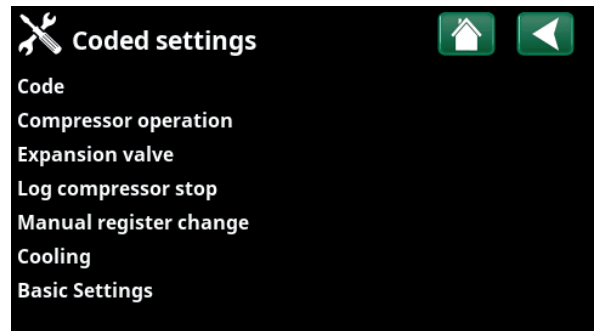 Coded settings
Code
Compressor operation
Expansion valve
Log compressor stop
Manual register change
Cooling
Basic Settings